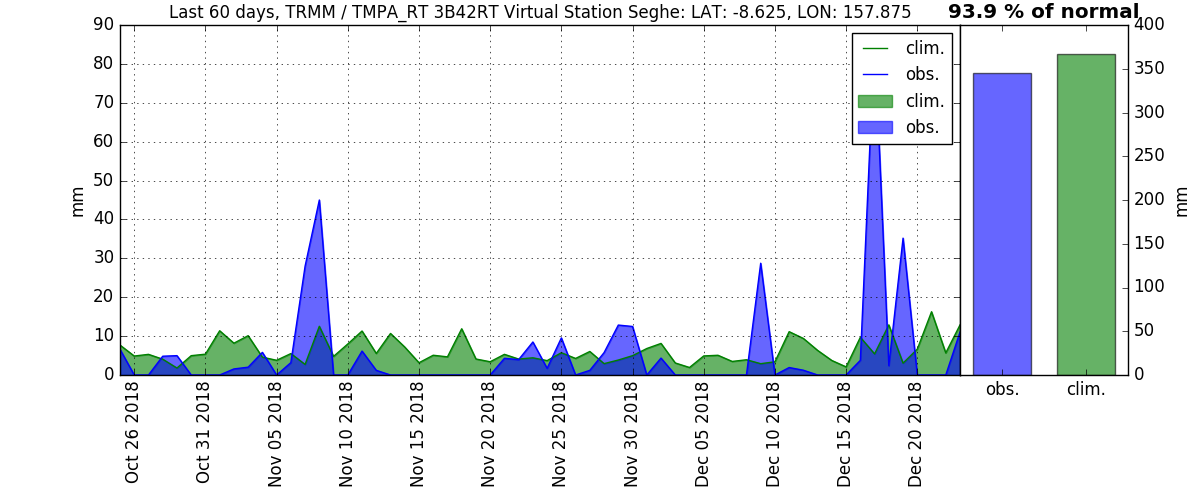 Last 60 days, TRMM / TMPA_RT 3B42RT Virtual Station Seghe: LAT: -8.625, LON: 157.875
93.9 % of normal
mm
90
80
70
60
50
40
30
20
10
0
clim.
obs.
clim.
obs.
400
350
300
250
200
150
100
50
0
mm
Oct 26 2018
Oct 31 2018
Nov 05 2018
Nov 10 2018
Nov 15 2018
Nov 20 2018
Nov 25 2018
Nov 30 2018
Dec 05 2018
Dec 10 2018
Dec 15 2018
Dec 20 2018
obs.
clim.